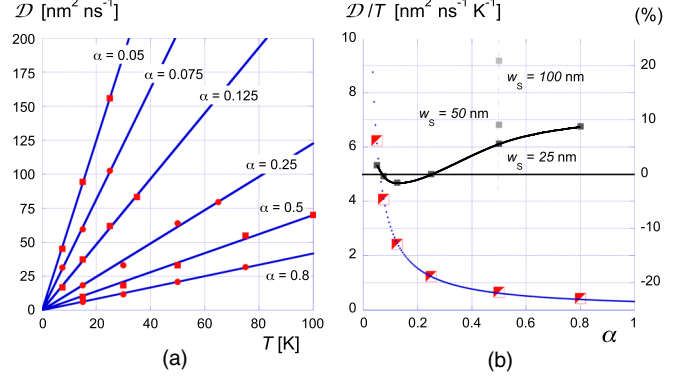 𝒟 [nm² ns⁻¹]
200
175
150
125
100
75
50
25
0
0 20 40 60 80 100
T [K]
α = 0.05
α = 0.075
α = 0.125
α = 0.25
α = 0.5
α = 0.8
(a)
𝒟/T [nm² ns⁻¹ K⁻¹]
(%)
10
8
6
4
2
0
20
10
0
-10
-20
w_S = 100 nm
w_S = 50 nm
w_S = 25 nm
0 0.2 0.4 0.6 0.8 1
α
(b)